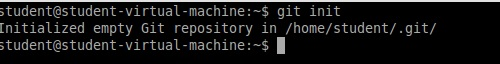 student@student-virtual-machine:~$ git init
Initialized empty Git repository in /home/student/.git/
student@student-virtual-machine:~$